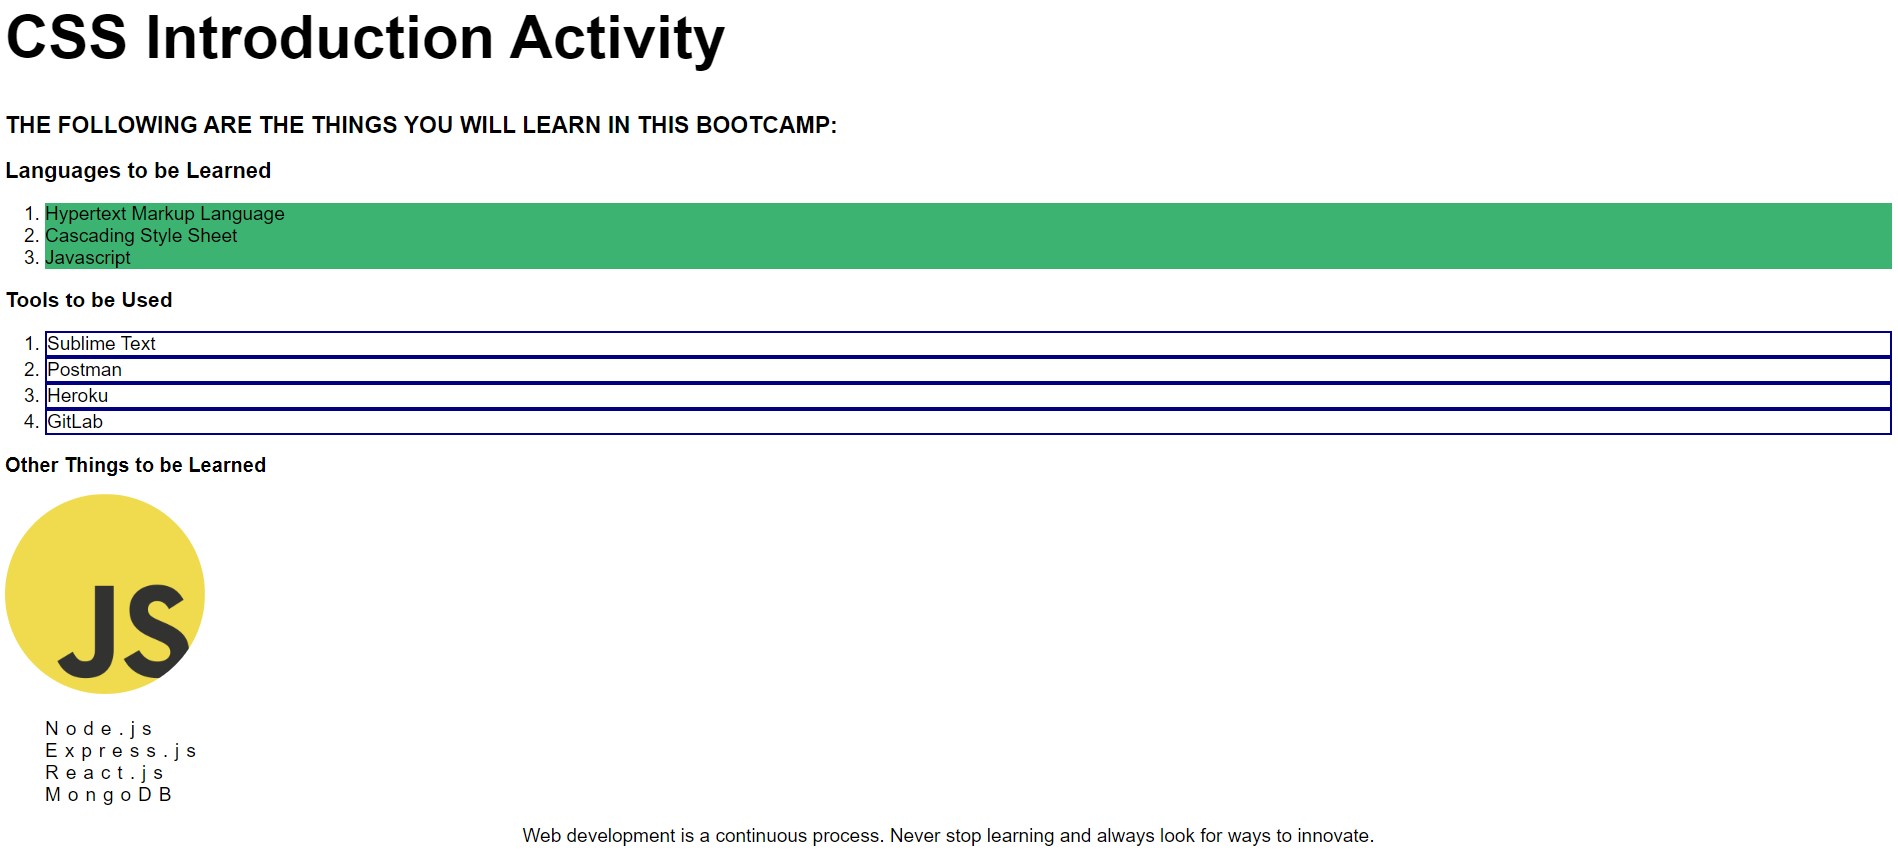 CSS Introduction Activity
THE FOLLOWING ARE THE THINGS YOU WILL LEARN IN THIS BOOTCAMP:
Languages to be Learned
1. Hypertext Markup Language
2. Cascading Style Sheet
3. Javascript
Tools to be Used
1. Sublime Text
2. Postman
3. Heroku
4. GitLab
Other Things to be Learned
JS
Node.js
Express.js
React.js
MongoDB
Web development is a continuous process. Never stop learning and always look for ways to innovate.